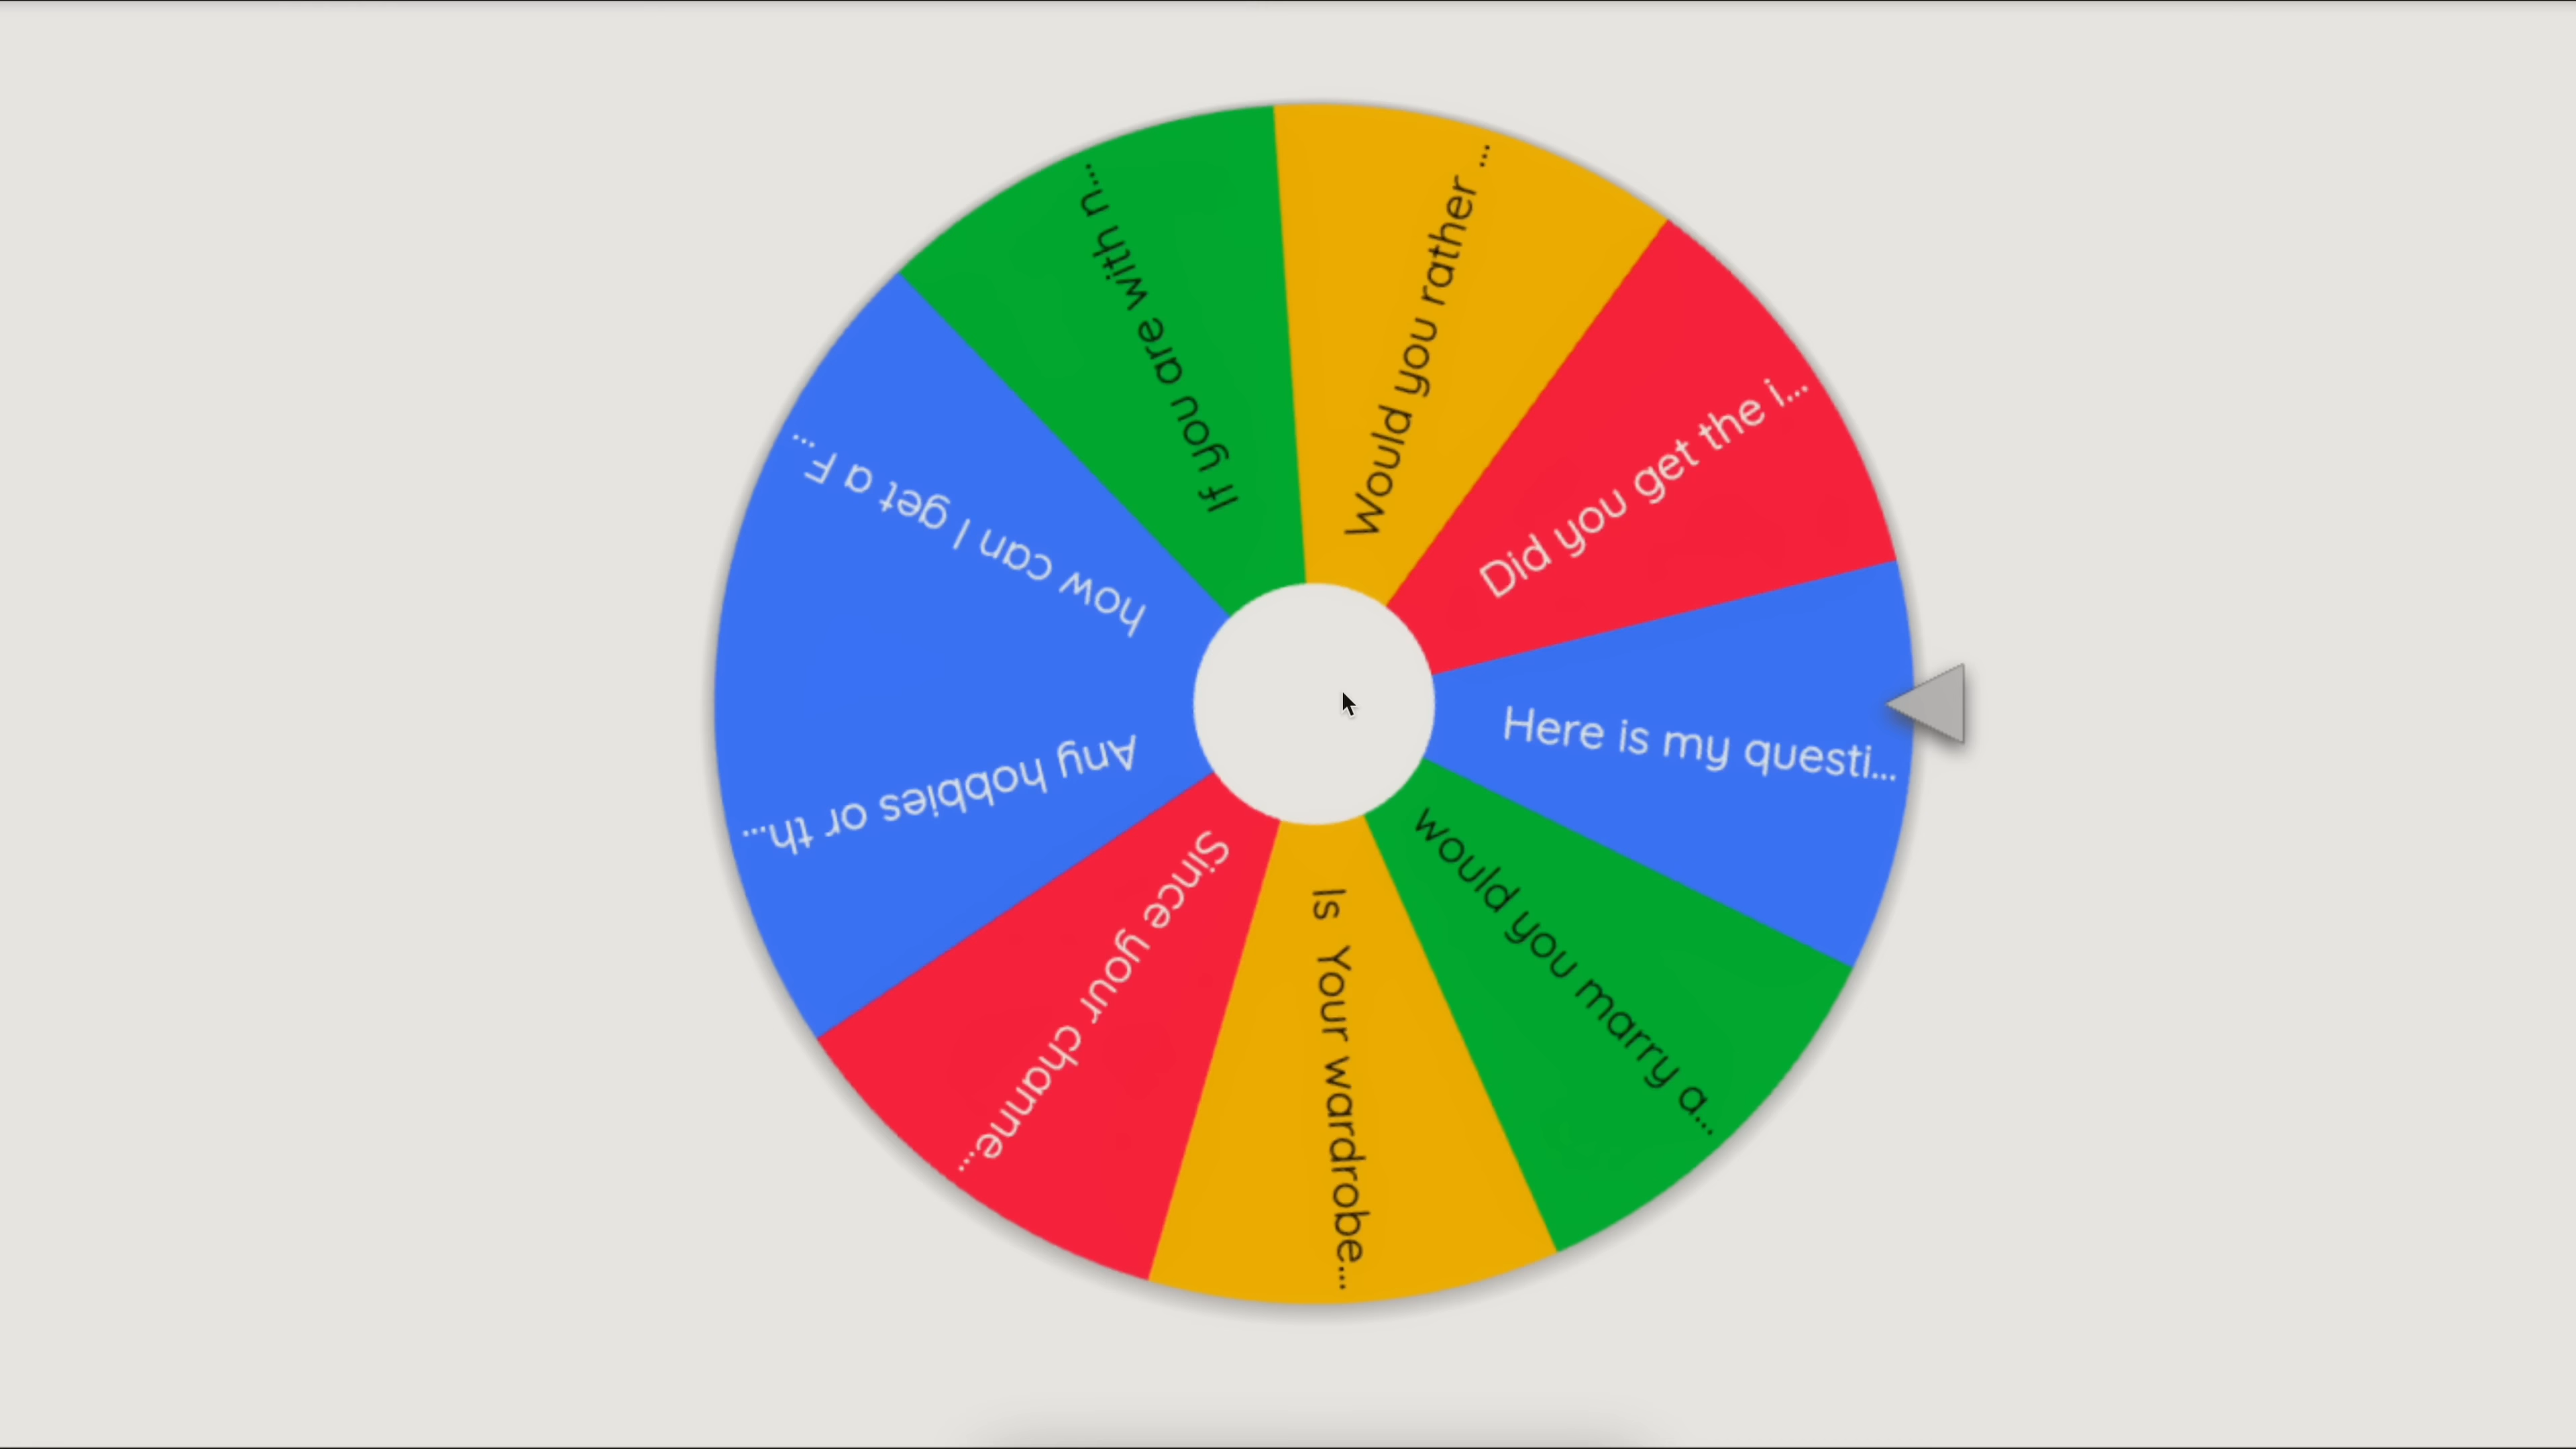 Would you rather ...
Did you get the i...
Here is my questi...
would you marry a...
Is Your wardrobe...
Since your channe...
Any hobbies or th...
how can I get a F...
If you are with n...